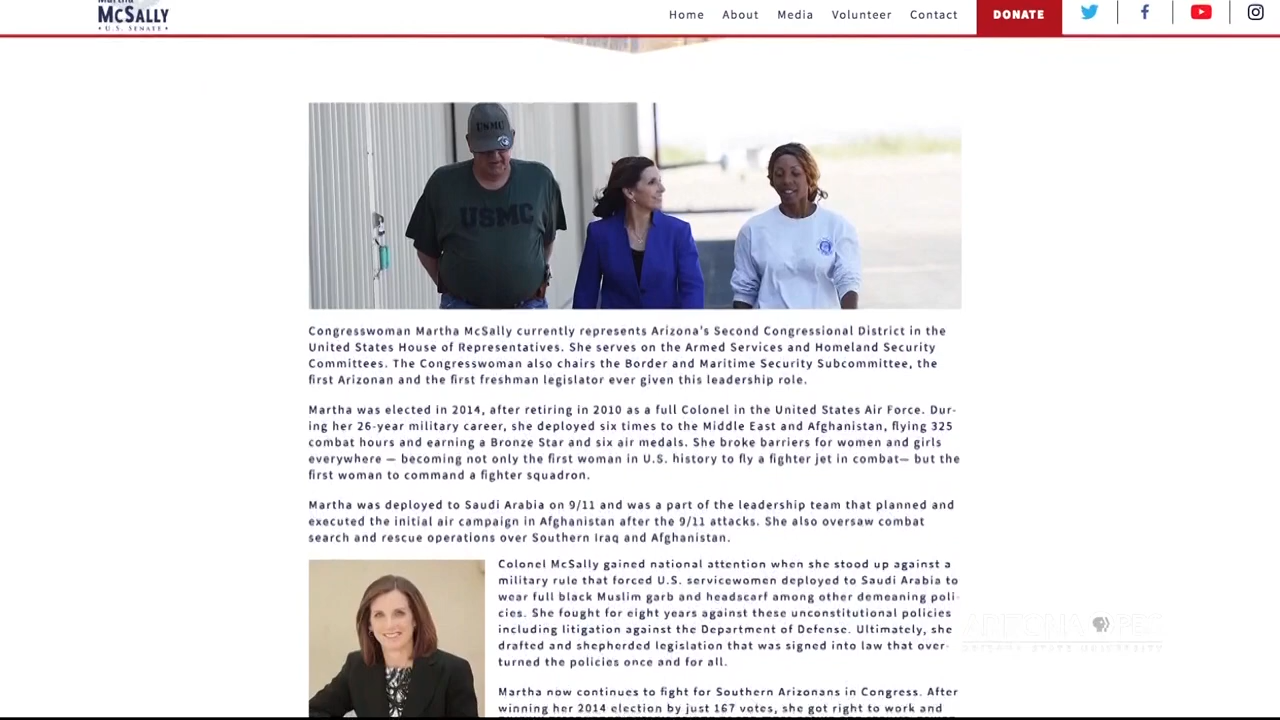 Martha
McSALLY
• U.S. SENATE •
Home About Media Volunteer Contact DONATE
USMC
USMC
Congresswoman Martha McSally currently represents Arizona's Second Congressional District in the
United States House of Representatives. She serves on the Armed Services and Homeland Security
Committees. The Congresswoman also chairs the Border and Maritime Security Subcommittee, the
first Arizonan and the first freshman legislator ever given this leadership role.
Martha was elected in 2014, after retiring in 2010 as a full Colonel in the United States Air Force. Dur-
ing her 26-year military career, she deployed six times to the Middle East and Afghanistan, flying 325
combat hours and earning a Bronze Star and six air medals. She broke barriers for women and girls
everywhere — becoming not only the first woman in U.S. history to fly a fighter jet in combat— but the
first woman to command a fighter squadron.
Martha was deployed to Saudi Arabia on 9/11 and was a part of the leadership team that planned and
executed the initial air campaign in Afghanistan after the 9/11 attacks. She also oversaw combat
search and rescue operations over Southern Iraq and Afghanistan.
Colonel McSally gained national attention when she stood up against a
military rule that forced U.S. servicewomen deployed to Saudi Arabia to
wear full black Muslim garb and headscarf among other demeaning poli-
cies. She fought for eight years against these unconstitutional policies
including litigation against the Department of Defense. Ultimately, she
drafted and shepherded legislation that was signed into law that over-
turned the policies once and for all.
Martha now continues to fight for Southern Arizonans in Congress. After
winning her 2014 election by just 167 votes, she got right to work and
ARIZONA PBS
ARIZONA STATE UNIVERSITY